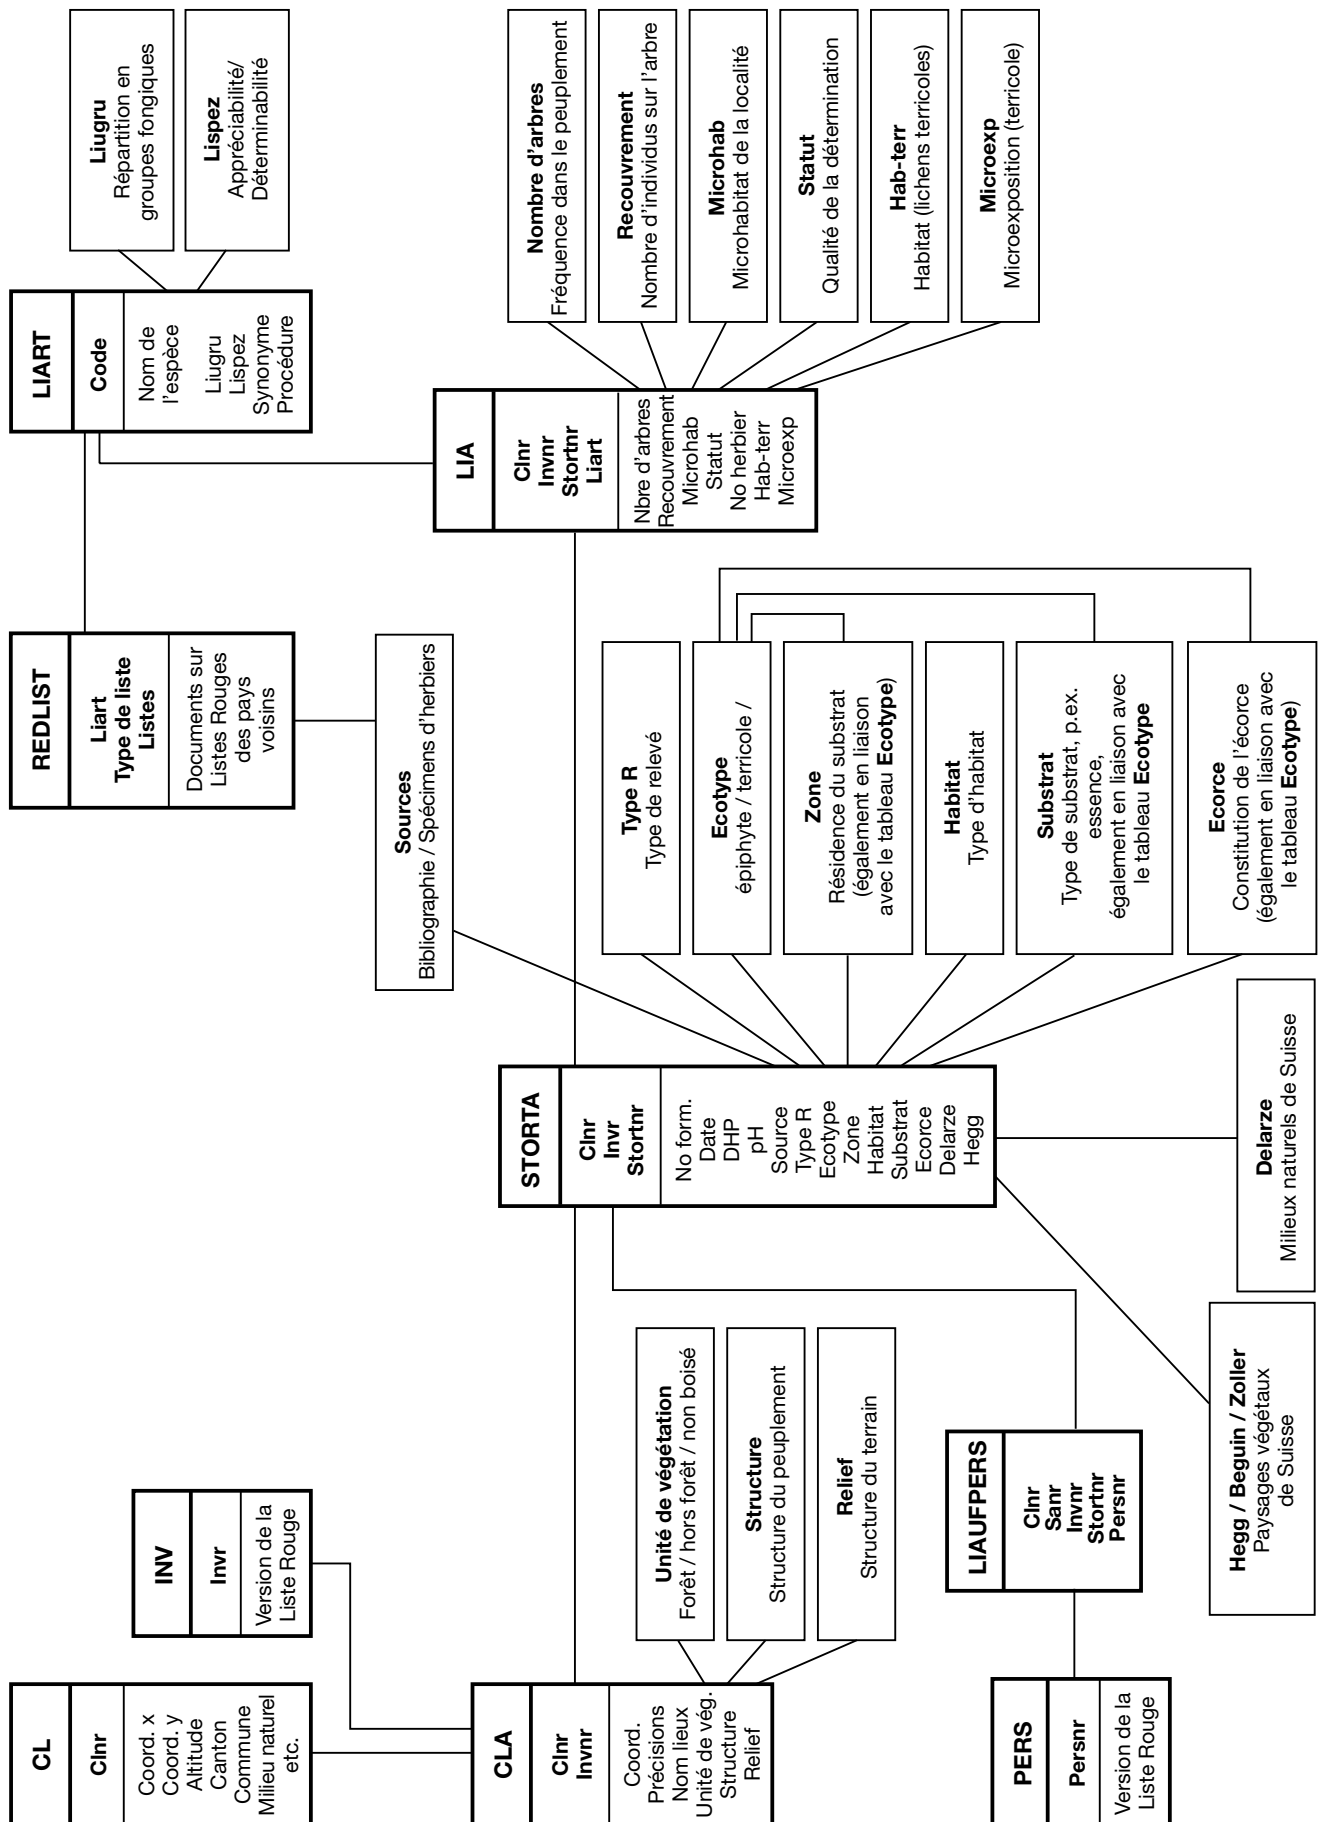 CL
Clnr
Coord. x
Coord. y
Altitude
Canton
Commune
Milieu naturel
etc.
INV
Invr
Version de la
Liste Rouge
REDLIST
Liart
Type de liste
Listes
Documents sur
Listes Rouges
des pays
voisins
LIART
Code
Nom de
l'espèce
Liugru
Lispez
Synonyme
Procédure
Liugru
Répartition en
groupes fongiques
Lispez
Appréciabilité/
Déterminabilité
Sources
Bibliographie / Spécimens d'herbiers
CLA
Clnr
Invnr
Coord.
Précisions
Nom lieux
Unité de vég.
Structure
Relief
Unité de végétation
Forêt / hors forêt / non boisé
Structure
Structure du peuplement
Relief
Structure du terrain
STORTA
Clnr
Invr
Stortnr
No form.
Date
DHP
pH
Source
Type R
Ecotype
Zone
Habitat
Substrat
Ecorce
Delarze
Hegg
LIA
Clnr
Invnr
Stortnr
Liart
Nbre d'arbres
Recouvrement
Microhab
Statut
No herbier
Hab-terr
Microexp
Nombre d'arbres
Fréquence dans le peuplement
Recouvrement
Nombre d'individus sur l'arbre
Microhab
Microhabitat de la localité
Statut
Qualité de la détermination
Hab-terr
Habitat (lichens terricoles)
Microexp
Microexposition (terricole)
Type R
Type de relevé
Ecotype
épiphyte / terricole /
Zone
Résidence du substrat
(également en liaison
avec le tableau Ecotype)
Habitat
Type d'habitat
Substrat
Type de substrat, p.ex.
essence,
également en liaison avec
le tableau Ecotype
Ecorce
Constitution de l'écorce
(également en liaison avec
le tableau Ecotype)
PERS
Persnr
Version de la
Liste Rouge
LIAUFPERS
Clnr
Sanr
Invnr
Stortnr
Persnr
Hegg / Beguin / Zoller
Paysages végétaux
de Suisse
Delarze
Milieux naturels de Suisse